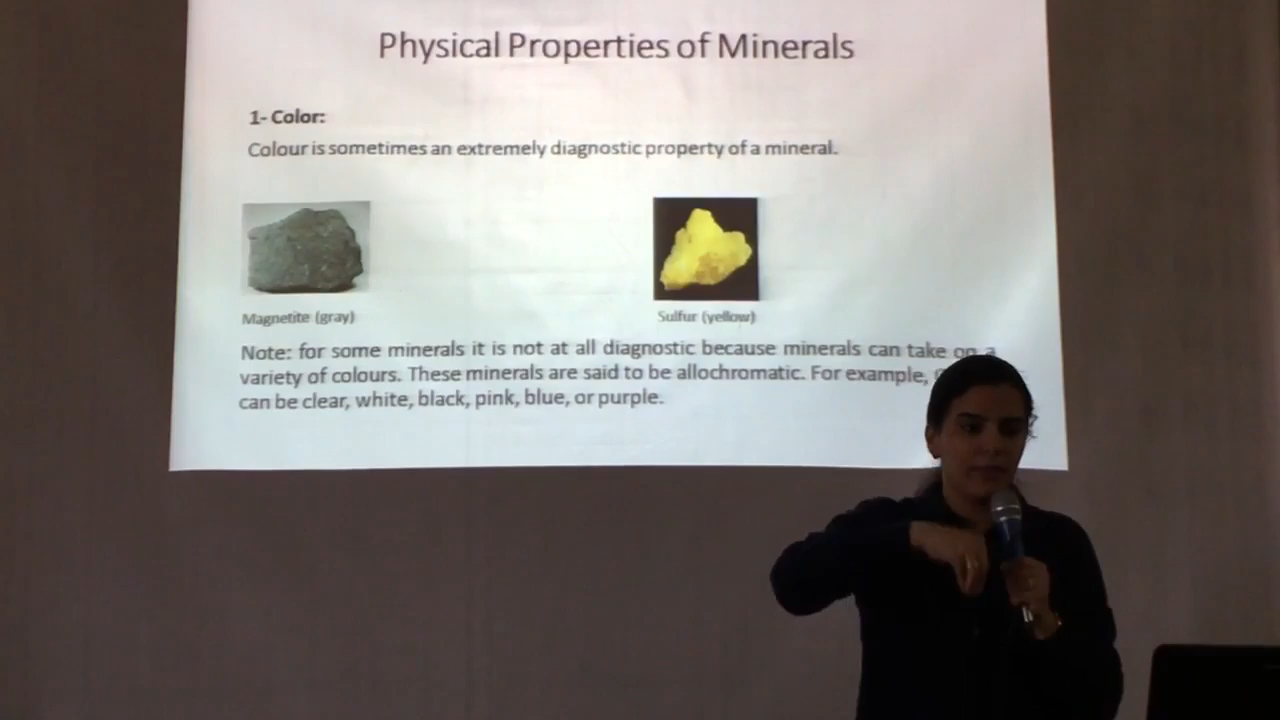 Physical Properties of Minerals
1- Color:
Colour is sometimes an extremely diagnostic property of a mineral.
Magnetite (gray)
Sulfur (yellow)
Note: for some minerals it is not at all diagnostic because minerals can take on a
variety of colours. These minerals are said to be allochromatic. For example,
can be clear, white, black, pink, blue, or purple.